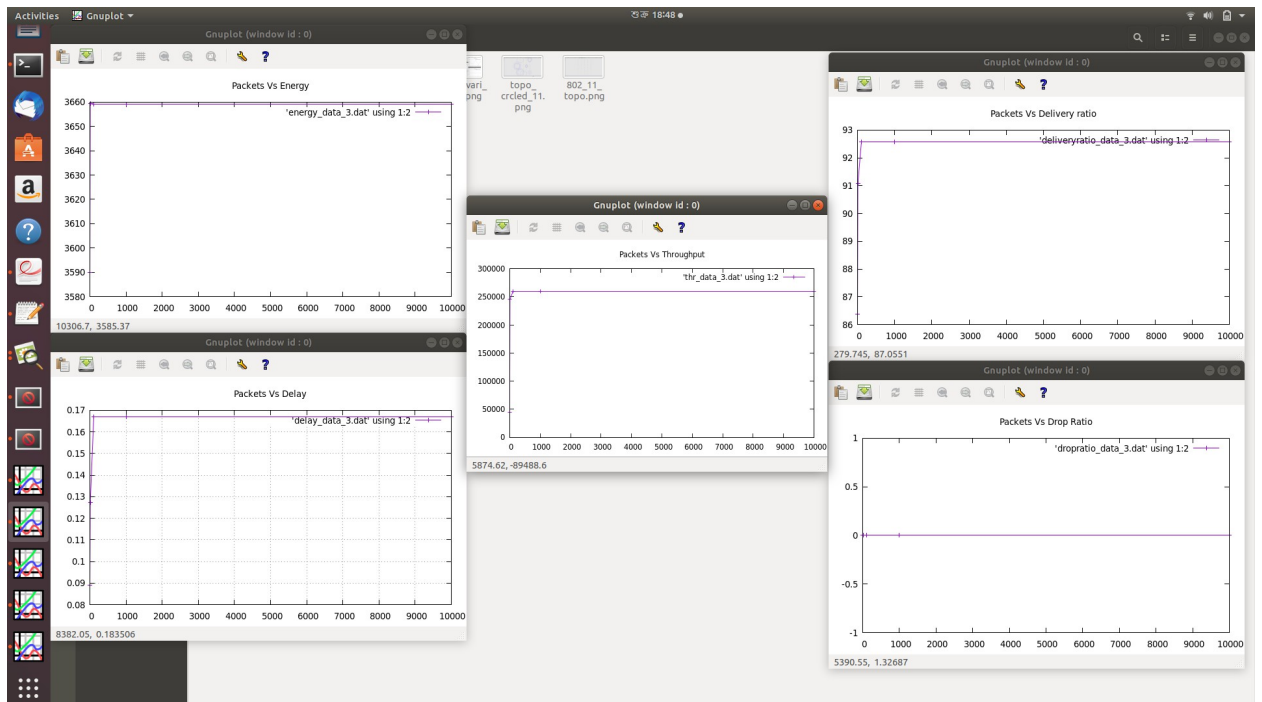 Activities Gnuplot শুক্র 18:48
Gnuplot (window id : 0)
Packets Vs Energy
'energy_data_3.dat' using 1:2
3660
3650
3640
3630
3620
3610
3600
3590
3580
0 1000 2000 3000 4000 5000 6000 7000 8000 9000 10000
10306.7, 3585.37
Gnuplot (window id : 0)
Packets Vs Delay
'delay_data_3.dat' using 1:2
0.17
0.16
0.15
0.14
0.13
0.12
0.11
0.1
0.09
0.08
0 1000 2000 3000 4000 5000 6000 7000 8000 9000 10000
8382.05, 0.183506
vari_ topo_ 802_11_
png crcled_11. topo.png
png
Gnuplot (window id : 0)
Packets Vs Throughput
'thr_data_3.dat' using 1:2
300000
250000
200000
150000
100000
50000
0
0 1000 2000 3000 4000 5000 6000 7000 8000 9000 10000
5874.62, -89488.6
Gnuplot (window id : 0)
Packets Vs Delivery ratio
'deliveryratio_data_3.dat' using 1:2
93
92
91
90
89
88
87
86
0 1000 2000 3000 4000 5000 6000 7000 8000 9000 10000
279.745, 87.0551
Gnuplot (window id : 0)
Packets Vs Drop Ratio
'dropratio_data_3.dat' using 1:2
1
0.5
0
-0.5
-1
0 1000 2000 3000 4000 5000 6000 7000 8000 9000 10000
5390.55, 1.32687